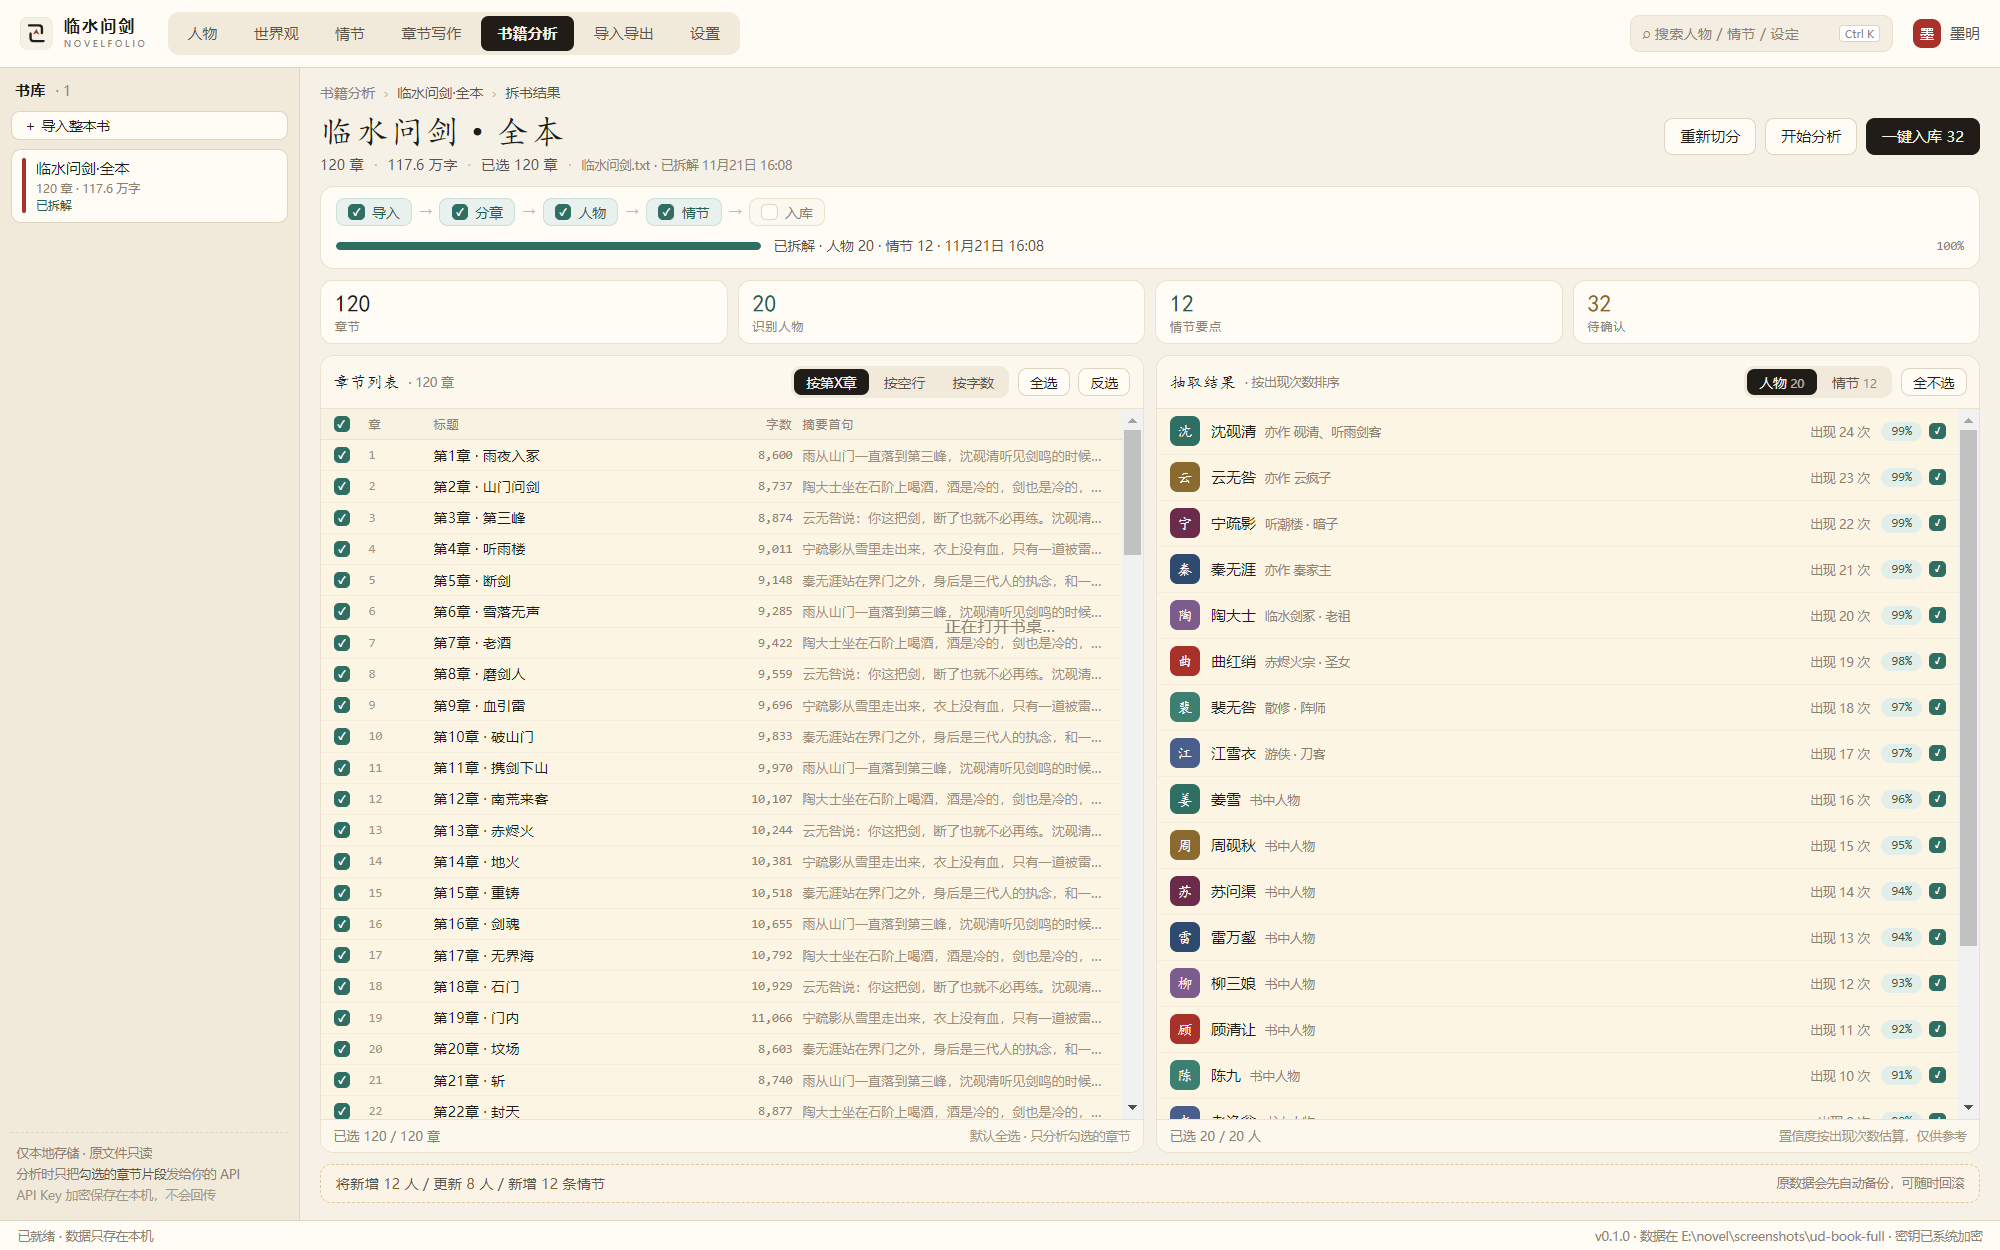 临水问剑
NOVELFOLIO
人物 世界观 情节 章节写作 书籍分析 导入导出 设置
搜索人物 / 情节 / 设定 Ctrl K
墨 墨明
书库 · 1
+ 导入整本书
临水问剑·全本
120 章 · 117.6 万字
已拆解
仅本地存储 · 原文件只读
分析时只把勾选的章节片段发给你的 API
API Key 加密保存在本机，不会回传
书籍分析 › 临水问剑·全本 › 拆书结果
临水问剑·全本
120 章 · 117.6 万字 · 已选 120 章 · 临水问剑.txt · 已拆解 11月21日 16:08
重新切分 开始分析 一键入库 32
导入 → 分章 → 人物 → 情节 → 入库
已拆解 · 人物 20 · 情节 12 · 11月21日 16:08 100%
120
章节
20
识别人物
12
情节要点
32
待确认
章节列表 · 120 章 按第X章 按空行 按字数 全选 反选
章 标题 字数 摘要首句
1 第1章 · 雨夜入冢 8,600 雨从山门一直落到第三峰，沈砚清听见剑鸣的时候...
2 第2章 · 山门问剑 8,737 陶大士坐在石阶上喝酒，酒是冷的，剑也是冷的，...
3 第3章 · 第三峰 8,874 云无咎说：你这把剑，断了也就不必再练。沈砚清...
4 第4章 · 听雨楼 9,011 宁疏影从雪里走出来，衣上没有血，只有一道被雷...
5 第5章 · 断剑 9,148 秦无涯站在界门之外，身后是三代人的执念，和一...
6 第6章 · 雪落无声 9,285 雨从山门一直落到第三峰，沈砚清听见剑鸣的时候...
正在打开书桌...
7 第7章 · 老酒 9,422 陶大士坐在石阶上喝酒，酒是冷的，剑也是冷的，...
8 第8章 · 磨剑人 9,559 云无咎说：你这把剑，断了也就不必再练。沈砚清...
9 第9章 · 血引雷 9,696 宁疏影从雪里走出来，衣上没有血，只有一道被雷...
10 第10章 · 破山门 9,833 秦无涯站在界门之外，身后是三代人的执念，和一...
11 第11章 · 携剑下山 9,970 雨从山门一直落到第三峰，沈砚清听见剑鸣的时候...
12 第12章 · 南荒来客 10,107 陶大士坐在石阶上喝酒，酒是冷的，剑也是冷的，...
13 第13章 · 赤烬火 10,244 云无咎说：你这把剑，断了也就不必再练。沈砚清...
14 第14章 · 地火 10,381 宁疏影从雪里走出来，衣上没有血，只有一道被雷...
15 第15章 · 重铸 10,518 秦无涯站在界门之外，身后是三代人的执念，和一...
16 第16章 · 剑魂 10,655 雨从山门一直落到第三峰，沈砚清听见剑鸣的时候...
17 第17章 · 无界海 10,792 陶大士坐在石阶上喝酒，酒是冷的，剑也是冷的，...
18 第18章 · 石门 10,929 云无咎说：你这把剑，断了也就不必再练。沈砚清...
19 第19章 · 门内 11,066 宁疏影从雪里走出来，衣上没有血，只有一道被雷...
20 第20章 · 坟场 8,603 秦无涯站在界门之外，身后是三代人的执念，和一...
21 第21章 · 斩 8,740 雨从山门一直落到第三峰，沈砚清听见剑鸣的时候...
22 第22章 · 封天 8,877 陶大士坐在石阶上喝酒，酒是冷的，剑也是冷的，...
已选 120 / 120 章 默认全选 · 只分析勾选的章节
抽取结果 · 按出现次数排序 人物 20 情节 12 全不选
沈 沈砚清 亦作 砚清、听雨剑客 出现 24 次 99%
云 云无咎 亦作 云疯子 出现 23 次 99%
宁 宁疏影 听潮楼 · 暗子 出现 22 次 99%
秦 秦无涯 亦作 秦家主 出现 21 次 99%
陶 陶大士 临水剑冢 · 老祖 出现 20 次 99%
曲 曲红绡 赤烬火宗 · 圣女 出现 19 次 98%
裴 裴无咎 散修 · 阵师 出现 18 次 97%
江 江雪衣 游侠 · 刀客 出现 17 次 97%
姜 姜雪 书中人物 出现 16 次 96%
周 周砚秋 书中人物 出现 15 次 95%
苏 苏问渠 书中人物 出现 14 次 94%
雷 雷万壑 书中人物 出现 13 次 94%
柳 柳三娘 书中人物 出现 12 次 93%
顾 顾清让 书中人物 出现 11 次 92%
陈 陈九 书中人物 出现 10 次 91%
已选 20 / 20 人 置信度按出现次数估算，仅供参考
将新增 12 人 / 更新 8 人 / 新增 12 条情节 原数据会先自动备份，可随时回滚
已就绪 · 数据只存在本机 v0.1.0 · 数据在 E:\novel\screenshots\ud-book-full · 密钥已系统加密